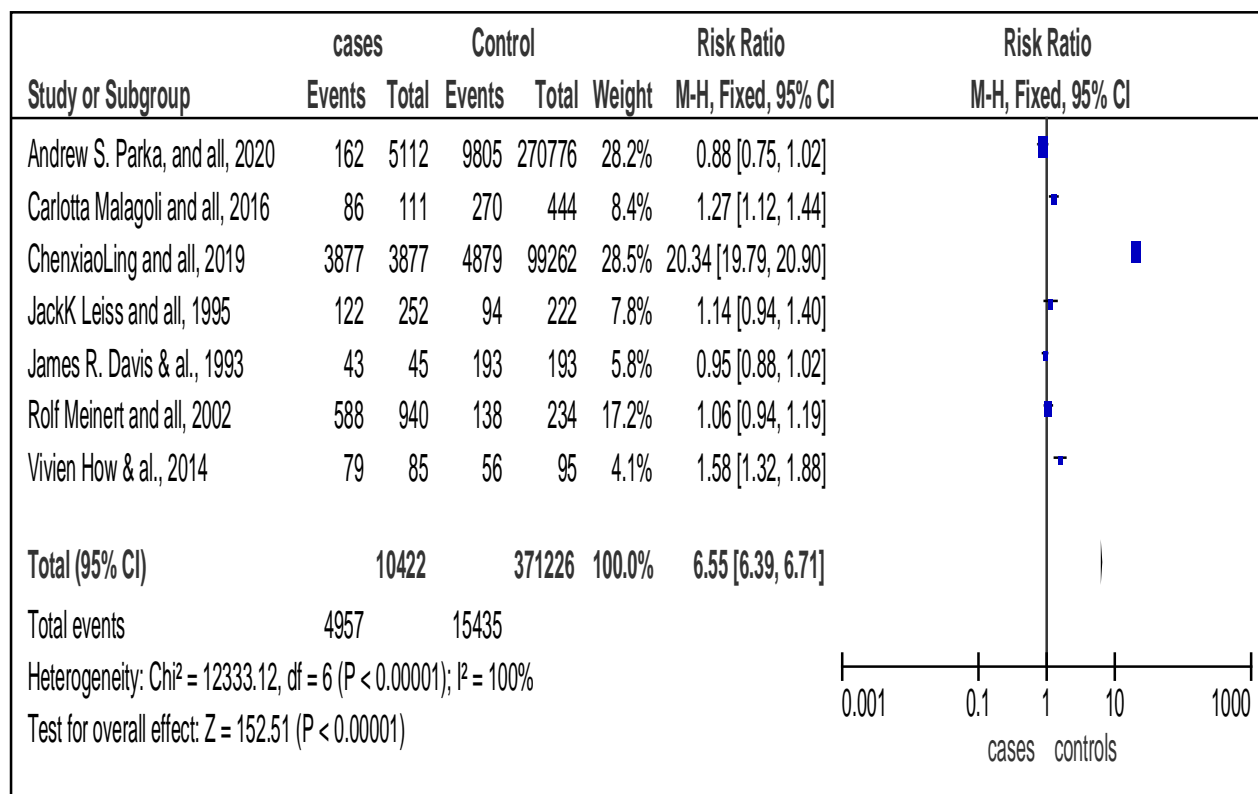 cases Control Risk Ratio Risk Ratio
Study or Subgroup Events Total Events Total Weight M-H, Fixed, 95% CI M-H, Fixed, 95% CI
Andrew S. Parka, and all, 2020 162 5112 9805 270776 28.2% 0.88 [0.75, 1.02]
Carlotta Malagoli and all, 2016 86 111 270 444 8.4% 1.27 [1.12, 1.44]
ChenxiaoLing and all, 2019 3877 3877 4879 99262 28.5% 20.34 [19.79, 20.90]
JackK Leiss and all, 1995 122 252 94 222 7.8% 1.14 [0.94, 1.40]
James R. Davis & al., 1993 43 45 193 193 5.8% 0.95 [0.88, 1.02]
Rolf Meinert and all, 2002 588 940 138 234 17.2% 1.06 [0.94, 1.19]
Vivien How & al., 2014 79 85 56 95 4.1% 1.58 [1.32, 1.88]
Total (95% CI) 10422 371226 100.0% 6.55 [6.39, 6.71]
Total events 4957 15435
Heterogeneity: Chi² = 12333.12, df = 6 (P < 0.00001); I² = 100%
Test for overall effect: Z = 152.51 (P < 0.00001)
0.001 0.1 1 10 1000
cases controls